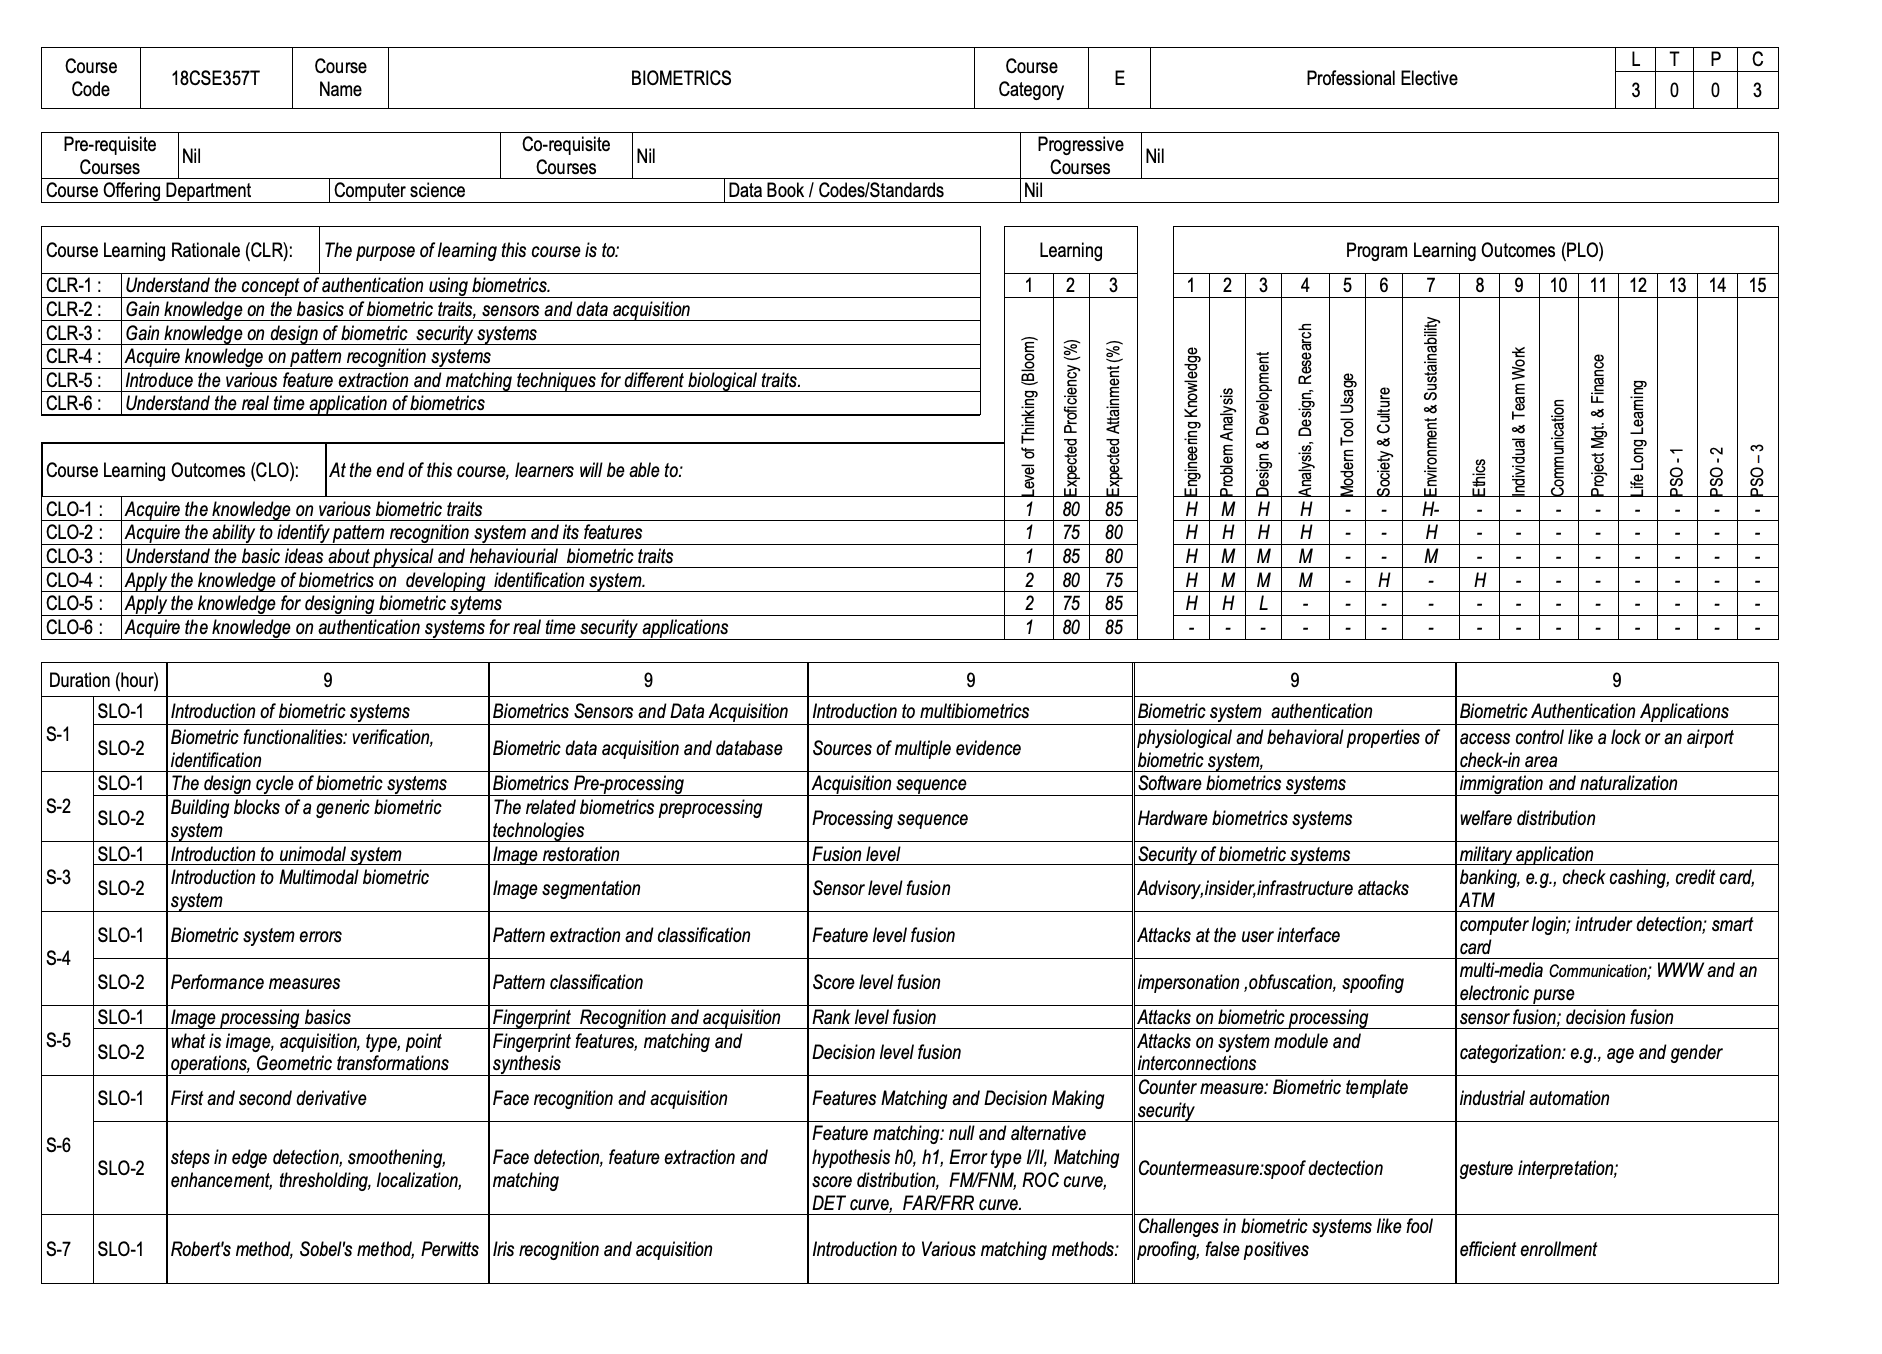 Course Code 18CSE357T Course Name BIOMETRICS Course Category E Professional Elective L T P C
3 0 0 3
Pre-requisite Courses Nil Co-requisite Courses Nil Progressive Courses Nil
Course Offering Department Computer science Data Book / Codes/Standards Nil
Course Learning Rationale (CLR): The purpose of learning this course is to: Learning Program Learning Outcomes (PLO)
CLR-1 : Understand the concept of authentication using biometrics. 1 2 3 1 2 3 4 5 6 7 8 9 10 11 12 13 14 15
CLR-2 : Gain knowledge on the basics of biometric traits, sensors and data acquisition
CLR-3 : Gain knowledge on design of biometric security systems
CLR-4 : Acquire knowledge on pattern recognition systems
CLR-5 : Introduce the various feature extraction and matching techniques for different biological traits.
CLR-6 : Understand the real time application of biometrics
Level of Thinking (Bloom)
Expected Proficiency (%)
Expected Attainment (%)
Engineering Knowledge
Problem Analysis
Design & Development
Analysis, Design, Research
Modern Tool Usage
Society & Culture
Environment & Sustainability
Ethics
Individual & Team Work
Communication
Project Mgt. & Finance
Life Long Learning
PSO - 1
PSO - 2
PSO – 3
Course Learning Outcomes (CLO): At the end of this course, learners will be able to:
CLO-1 : Acquire the knowledge on various biometric traits 1 80 85 H M H H - - H- - - - - - - - -
CLO-2 : Acquire the ability to identify pattern recognition system and its features 1 75 80 H H H H - - H - - - - - - - -
CLO-3 : Understand the basic ideas about physical and hehaviourial biometric traits 1 85 80 H M M M - - M - - - - - - - -
CLO-4 : Apply the knowledge of biometrics on developing identification system. 2 80 75 H M M M - H - H - - - - - - -
CLO-5 : Apply the knowledge for designing biometric sytems 2 75 85 H H L - - - - - - - - - - - -
CLO-6 : Acquire the knowledge on authentication systems for real time security applications 1 80 85 - - - - - - - - - - - - - - -
Duration (hour) 9 9 9 9 9
S-1 SLO-1 Introduction of biometric systems Biometrics Sensors and Data Acquisition Introduction to multibiometrics Biometric system authentication Biometric Authentication Applications
SLO-2 Biometric functionalities: verification, identification Biometric data acquisition and database Sources of multiple evidence physiological and behavioral properties of biometric system, access control like a lock or an airport check-in area
S-2 SLO-1 The design cycle of biometric systems Biometrics Pre-processing Acquisition sequence Software biometrics systems immigration and naturalization
SLO-2 Building blocks of a generic biometric system The related biometrics preprocessing technologies Processing sequence Hardware biometrics systems welfare distribution
S-3 SLO-1 Introduction to unimodal system Image restoration Fusion level Security of biometric systems military application
SLO-2 Introduction to Multimodal biometric system Image segmentation Sensor level fusion Advisory,insider,infrastructure attacks banking, e.g., check cashing, credit card, ATM
S-4 SLO-1 Biometric system errors Pattern extraction and classification Feature level fusion Attacks at the user interface computer login; intruder detection; smart card
SLO-2 Performance measures Pattern classification Score level fusion impersonation ,obfuscation, spoofing multi-media Communication; WWW and an electronic purse
S-5 SLO-1 Image processing basics Fingerprint Recognition and acquisition Rank level fusion Attacks on biometric processing sensor fusion; decision fusion
SLO-2 what is image, acquisition, type, point operations, Geometric transformations Fingerprint features, matching and synthesis Decision level fusion Attacks on system module and interconnections categorization: e.g., age and gender
S-6 SLO-1 First and second derivative Face recognition and acquisition Features Matching and Decision Making Counter measure: Biometric template security industrial automation
SLO-2 steps in edge detection, smoothening, enhancement, thresholding, localization, Face detection, feature extraction and matching Feature matching: null and alternative hypothesis h0, h1, Error type I/II, Matching score distribution, FM/FNM, ROC curve, DET curve, FAR/FRR curve. Countermeasure:spoof dectection gesture interpretation;
S-7 SLO-1 Robert's method, Sobel's method, Perwitts Iris recognition and acquisition Introduction to Various matching methods: Challenges in biometric systems like fool proofing, false positives efficient enrollment